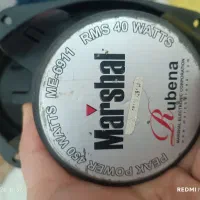 ME-6911 RMS 40 WATTS
Marshal
Rubena
PEAK POWER 450 WATTS
REDMI